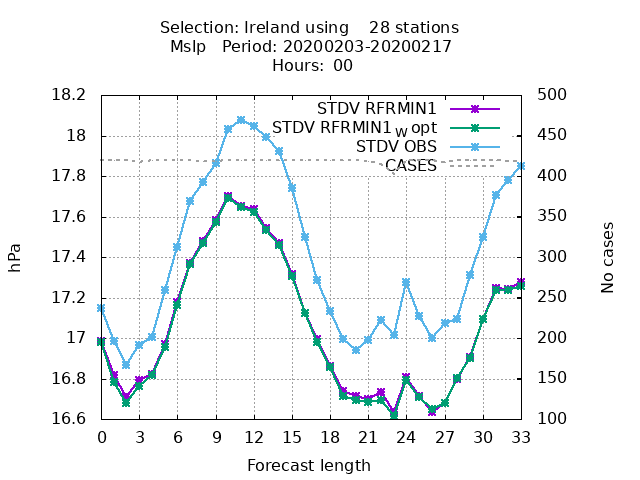 Selection: Ireland using 28 stations
Mslp Period: 20200203-20200217
Hours: 00
18.2
18
17.8
17.6
17.4
17.2
17
16.8
16.6
500
450
400
350
300
250
200
150
100
STDV RFRMIN1
STDV RFRMIN1_w opt
STDV OBS
CASES
hPa
No cases
0 3 6 9 12 15 18 21 24 27 30 33
Forecast length